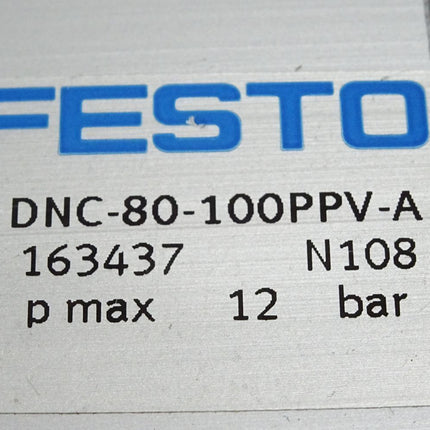 FESTO
DNC-80-100PPV-A
163437 N108
p max 12 bar